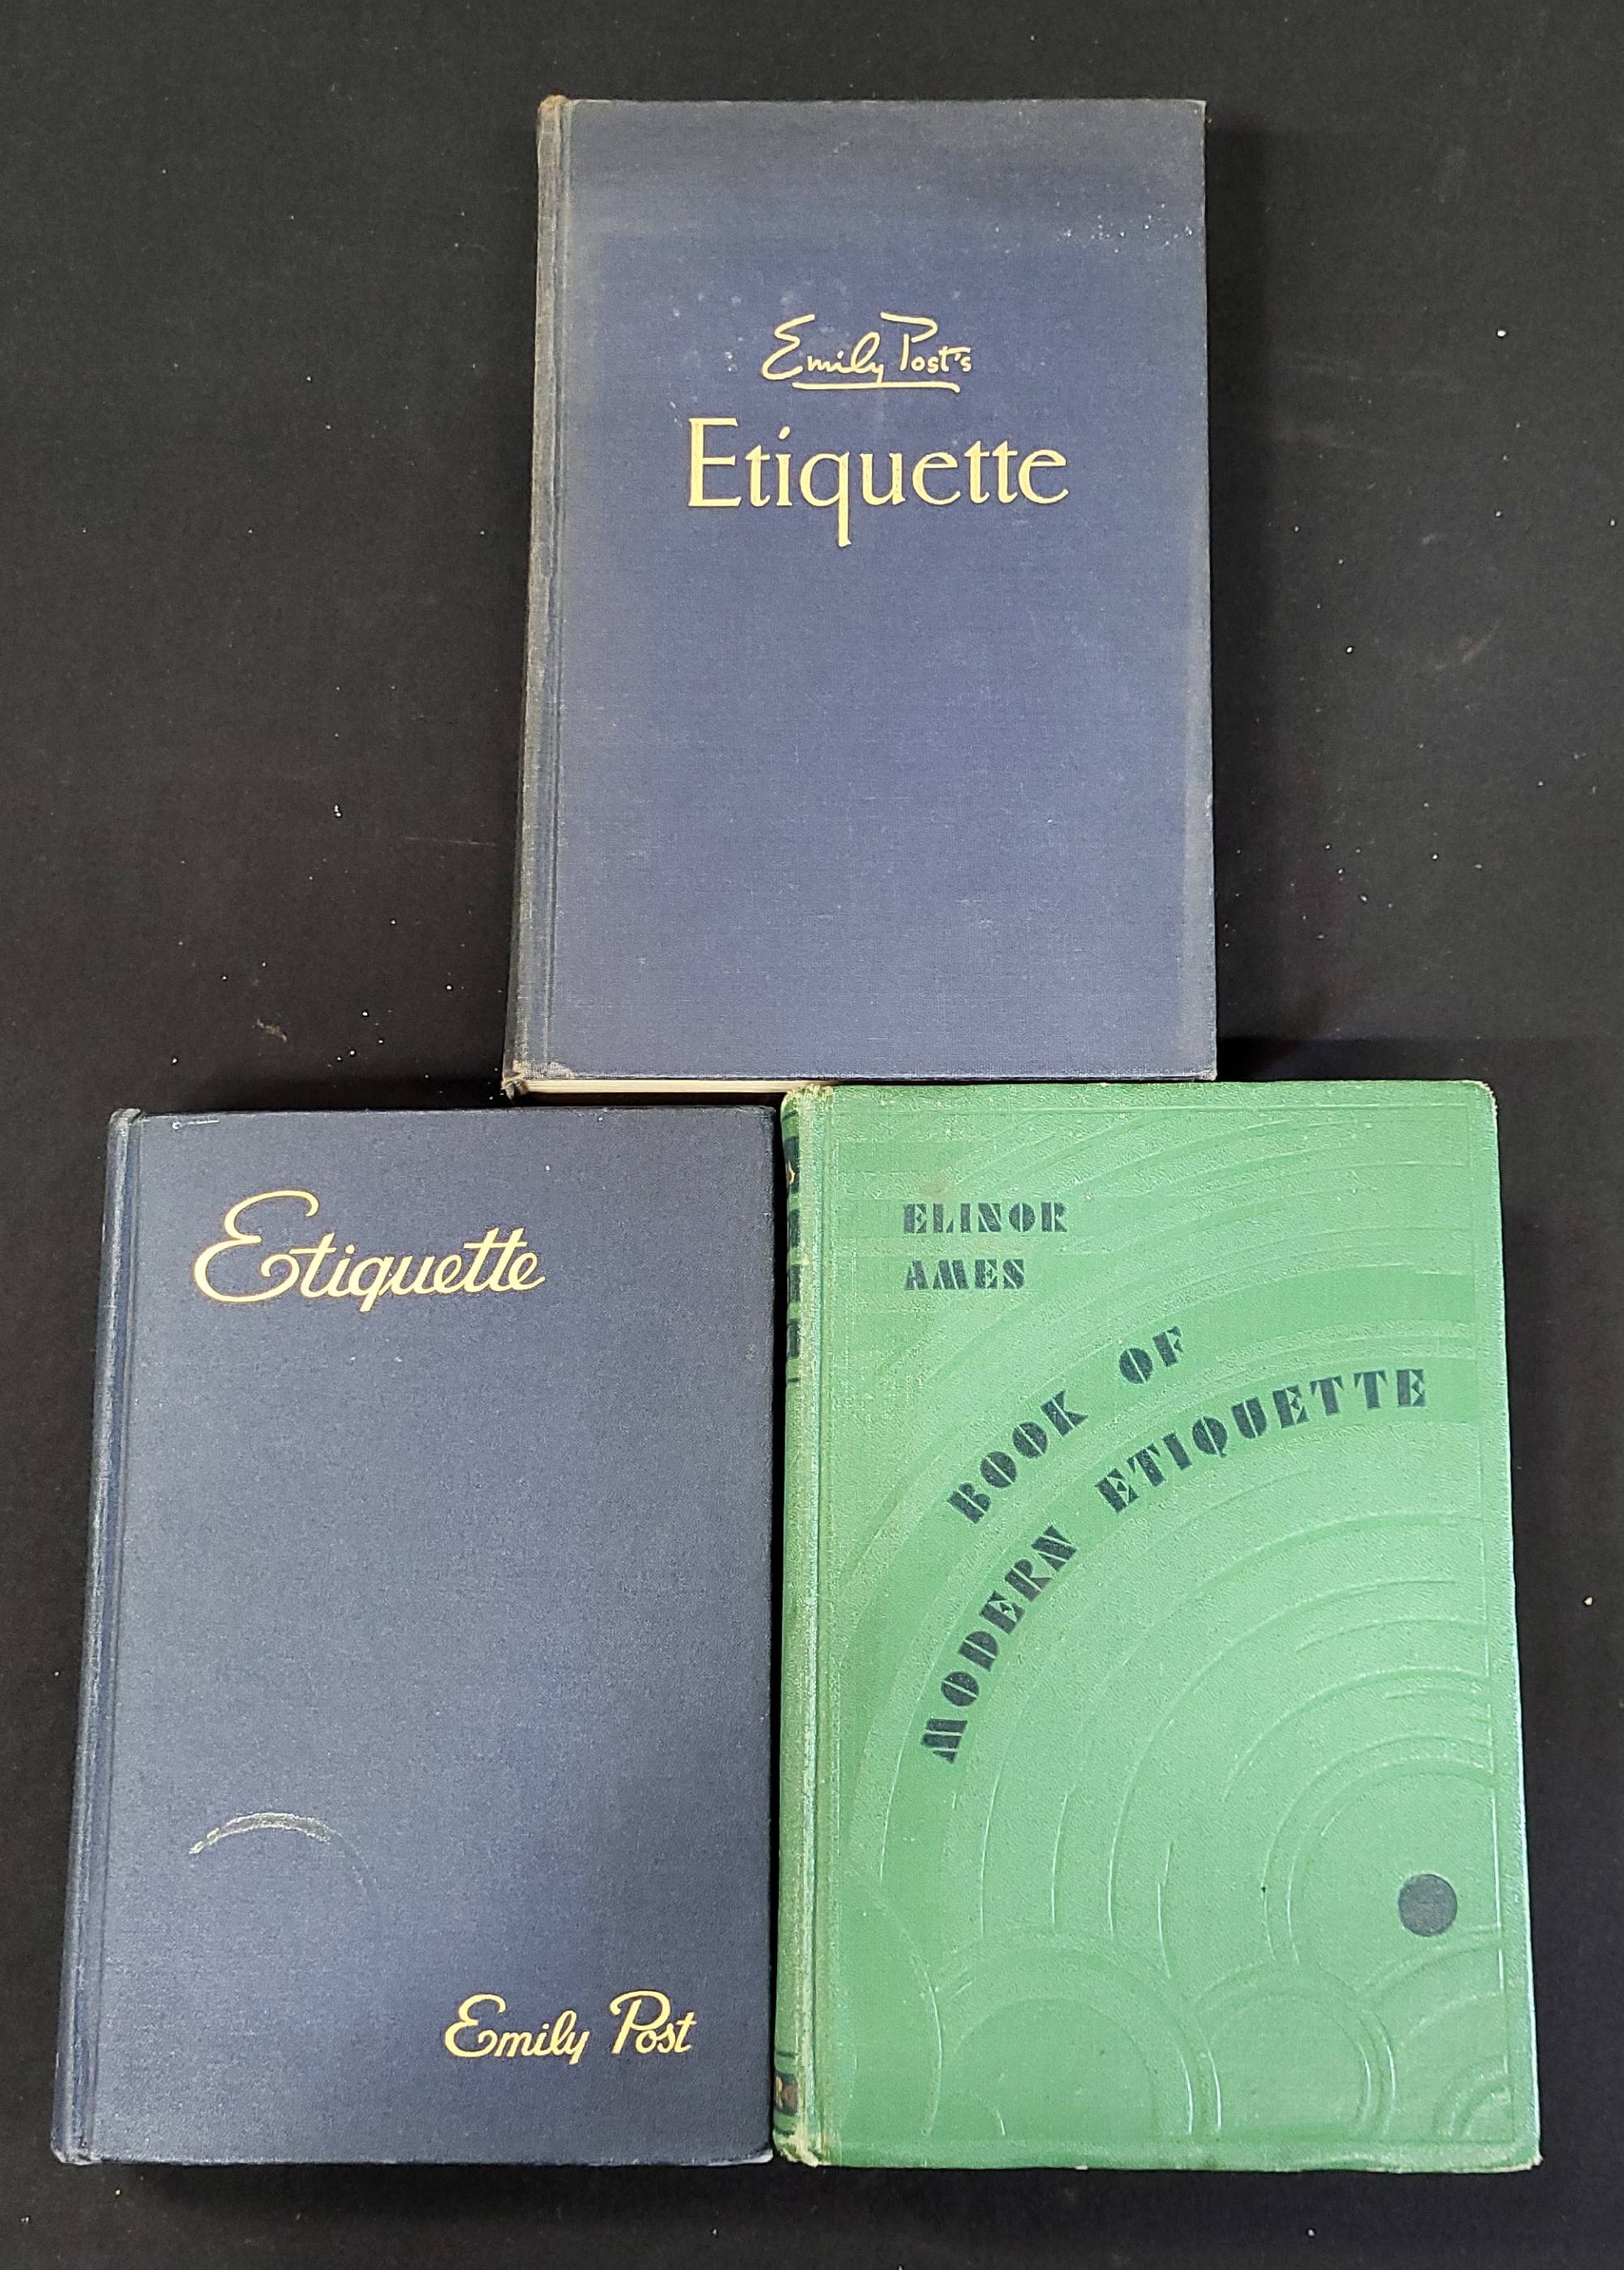 Emily Post's
Etiquette
Etiquette
Emily Post
ELINOR
AMES
BOOK OF
MODERN ETIQUETTE